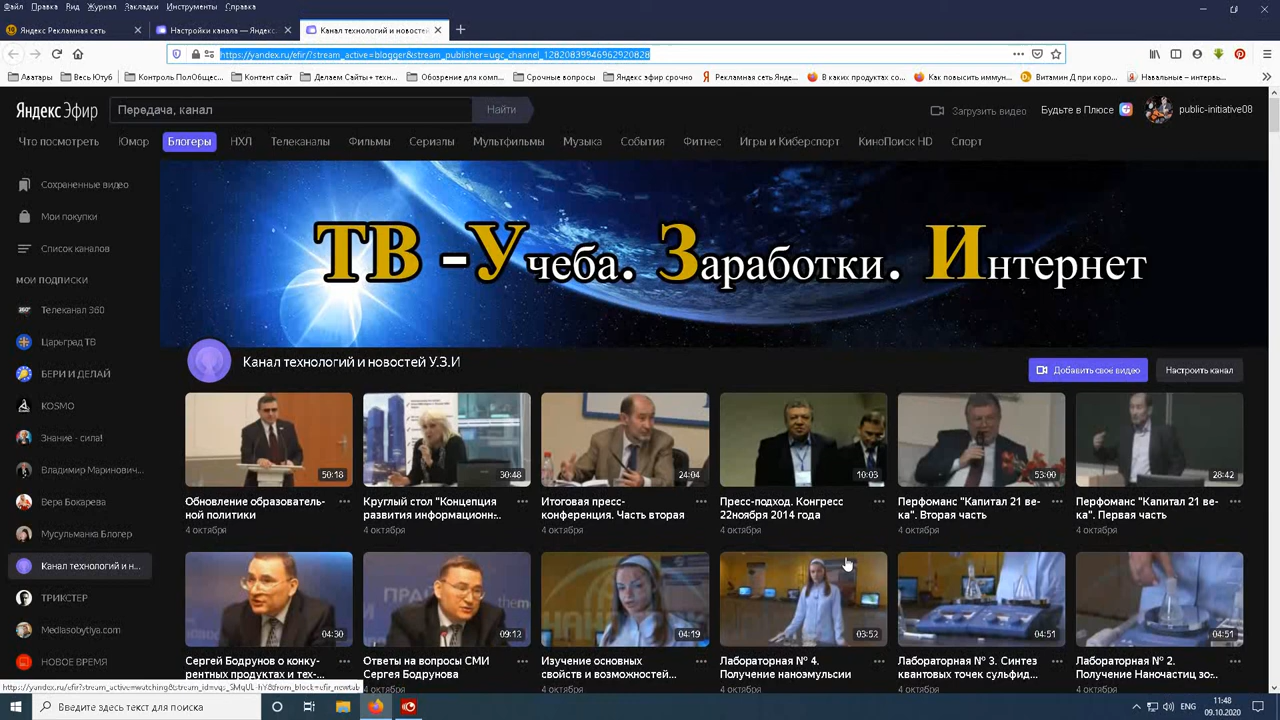 Файл Правка Вид Журнал Закладки Инструменты Справка
Яндекс Рекламная сеть
Настройки канала — Яндекс.
Канал технологий и новостей
https://yandex.ru/efir/?stream_active=blogger&stream_publisher=ugc_channel_12820839946962920828
Аватары Весь Ютуб Контроль ПолОбщес... Контент сайт Делаем Сайты+ техн... Обозрение для комп... Срочные вопросы Яндекс эфир срочно Рекламная сеть Янд... В каких продуктах со... Как повысить иммун... Витамин Д при коро... Навальные – интерв...
Яндекс Эфир
Передача, канал
Найти
Загрузить видео
Будьте в Плюсе
public-initiative08
Что посмотреть Юмор Блогеры НХЛ Телеканалы Фильмы Сериалы Мультфильмы Музыка События Фитнес Игры и Киберспорт КиноПоиск HD Спорт
Сохраненные видео
Мои покупки
Список каналов
МОИ ПОДПИСКИ
360°
Телеканал 360
Царьград ТВ
БЕРИ И ДЕЛАЙ
KOSMO
Знание - сила!
Владимир Маринович...
Вера Бокарева
Мусульманка Блогер
Канал технологий и н...
ТРИКСТЕР
Mediasobytiya.com
НОВОЕ ВРЕМЯ
ТВ -Учеба. Заработки. Интернет
Канал технологий и новостей У.З.И
Добавить свое видео
Настроить канал
50:18
30:48
24:04
10:03
53:00
28:42
Обновление образователь-
ной политики
4 октября
Круглый стол "Концепция
развития информационн-...
4 октября
Итоговая пресс-
конференция. Часть вторая
4 октября
Пресс-подход. Конгресс
22ноября 2014 года
4 октября
Перфоманс "Капитал 21 ве-
ка". Вторая часть
4 октября
Перфоманс "Капитал 21 ве-
ка". Первая часть
4 октября
04:30
09:12
04:19
03:52
04:51
04:51
Сергей Бодрунов о конку-
рентных продуктах и тех-...
Ответы на вопросы СМИ
Сергея Бодрунова
4 октября
Изучение основных
свойств и возможностей...
4 октября
Лабораторная № 4.
Получение наноэмульсии
4 октября
Лабораторная № 3. Синтез
квантовых точек сульфид...
4 октября
Лабораторная № 2.
Получение Наночастиц зо-...
4 октября
Введите здесь текст для поиска
ENG
11:48
09.10.2020